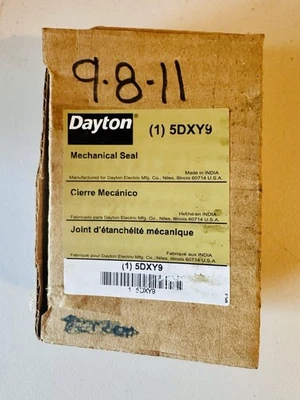 9-8-11
Dayton (1) 5DXY9
Mechanical Seal
Made in INDIA
Manufactured for Dayton Electric Mfg. Co., Niles, Illinois 60714 U.S.A.
Cierre Mecánico
Hecho en INDIA
Fabricado para Dayton Electric Mfg. Co., Niles, Illinois 60714 U.S.A.
Joint d'étanchéité mécanique
Fabriqué aux INDIA
Fabriqué pour Dayton Electric Mfg. Co., Niles, Illinois 60714 U.S.A.
(1) 5DXY9
1 5DXY9